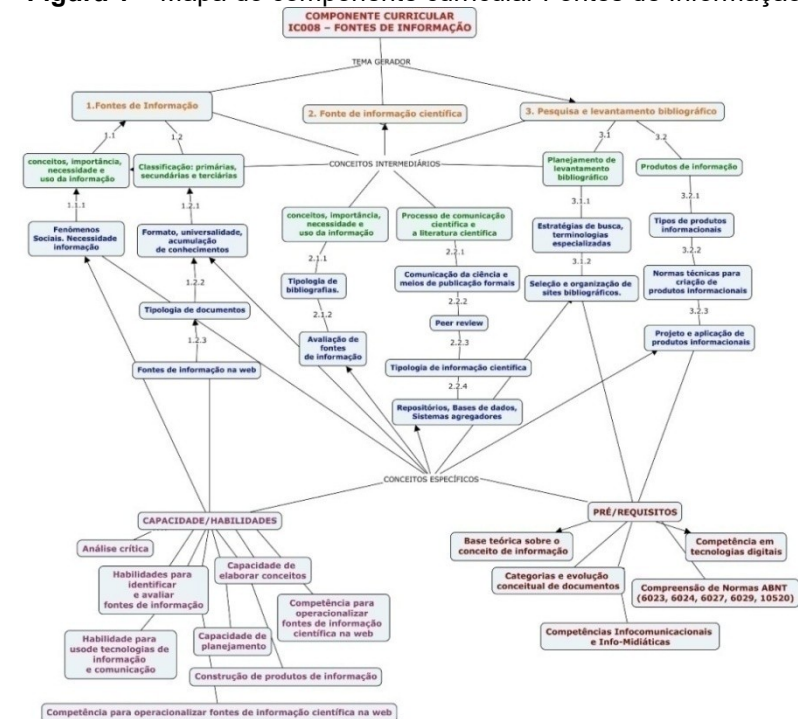 Figura 1 – Mapa do componente curricular Fontes de Informação
COMPONENTE CURRICULAR
IC008 – FONTES DE INFORMAÇÃO
TEMA GERADOR
1.Fontes de Informação
2. Fonte de informação científica
3. Pesquisa e levantamento bibliográfico
1.1
1.2
3.1
3.2
conceitos, importância,
necessidade e
uso da informação
Classificação: primárias,
secundárias e terciárias
CONCEITOS INTERMEDIÁRIOS
Planejamento de
levantamento
bibliográfico
Produtos de informação
1.1.1
1.2.1
3.1.1
3.2.1
Fenômenos
Sociais. Necessidade
informação
Formato, universalidade,
acumulação
de conhecimentos
conceitos, importância,
necessidade e
uso da informação
Processo de comunicação
científica e
a literatura científica
Estratégias de busca,
terminologias
especializadas
Tipos de produtos
informacionais
1.2.2
2.1.1
2.2.1
3.1.2
3.2.2
Tipologia de
bibliografias.
Comunicação da ciência e
meios de publicação formais
Seleção e organização de
sites bibliográficos.
Normas técnicas para
criação de
produtos informacionais
Tipologia de documentos
2.1.2
2.2.2
3.2.3
Peer review
1.2.3
Avaliação de
fontes
de informação
2.2.3
Projeto e aplicação de
produtos informacionais
Fontes de informação na web
Tipologia de informação científica
2.2.4
Repositórios, Bases de dados,
Sistemas agregadores
CONCEITOS ESPECÍFICOS
CAPACIDADE/HABILIDADES
PRÉ/REQUISITOS
Análise crítica
Habilidades para
identificar
e avaliar
fontes de informação
Capacidade de
elaborar conceitos
Base teórica sobre o
conceito de informação
Competência em
tecnologias digitais
Categorias e evolução
conceitual de documentos
Compreensão de Normas ABNT
(6023, 6024, 6027, 6029, 10520)
Competência para
operacionalizar
fontes de informação
científica na web
Habilidade para
usode tecnologias de
informação
e comunicação
Capacidade de
planejamento
Competências Infocomunicacionais
e Info-Midiáticas
Construção de produtos de informação
Competência para operacionalizar fontes de informação científica na web